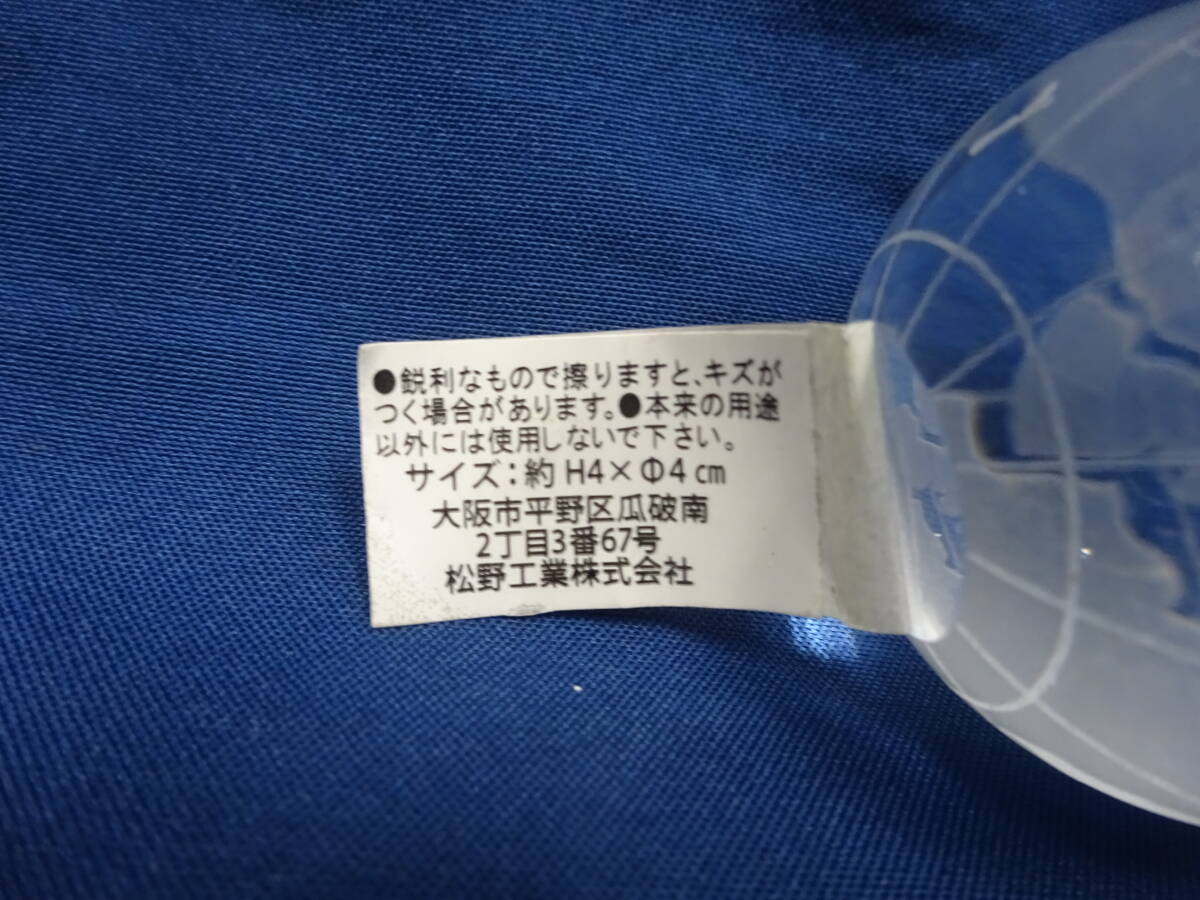 ●鋭利なもので擦りますと、キズが
つく場合があります。●本来の用途
以外には使用しないで下さい。
サイズ：約 H4×Φ4㎝
大阪市平野区瓜破南
2丁目3番67号
松野工業株式会社